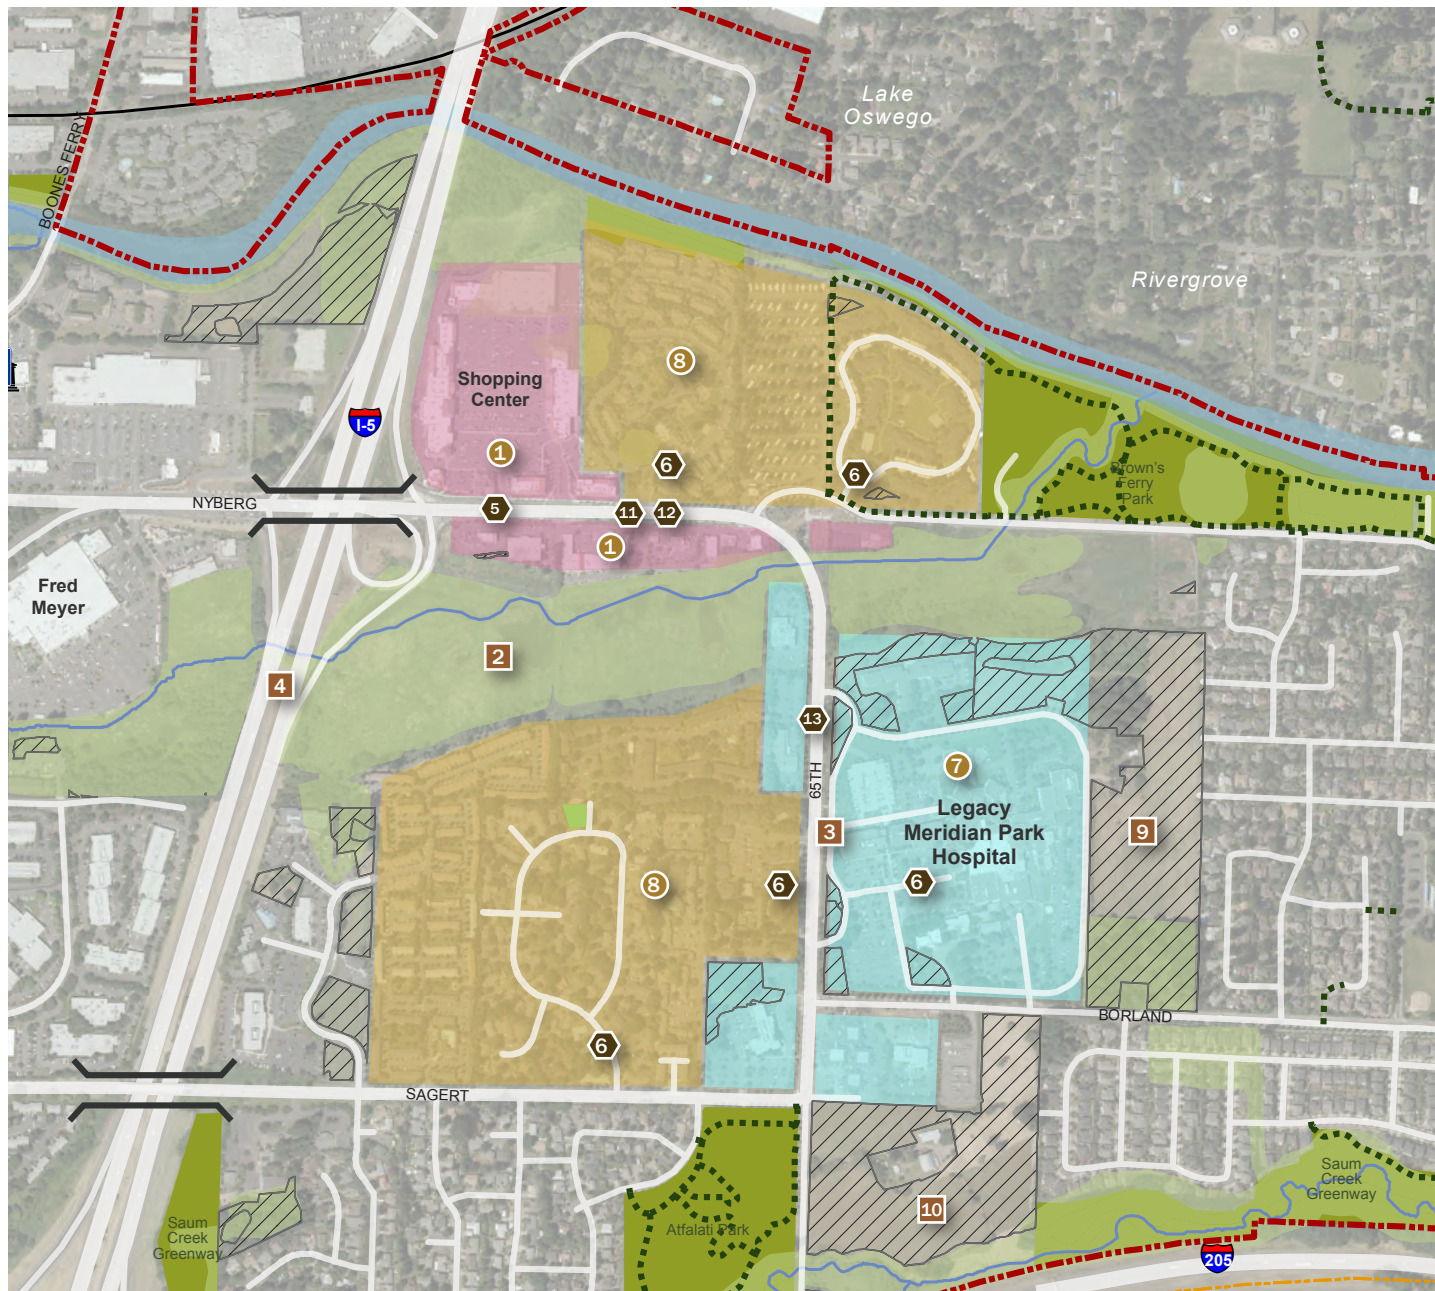 Lake
Oswego
BOONES FERRY
Rivergrove
8
Shopping
Center
I-5
1
6
6
Brown's
Ferry
Park
NYBERG
5
11
12
1
Fred
Meyer
2
4
13
7
65TH
Legacy
Meridian Park
Hospital
3
9
8
6
6
BORLAND
6
SAGERT
Saum
Creek
Greenway
10
Atfalati Park
Saum
Creek
Greenway
205